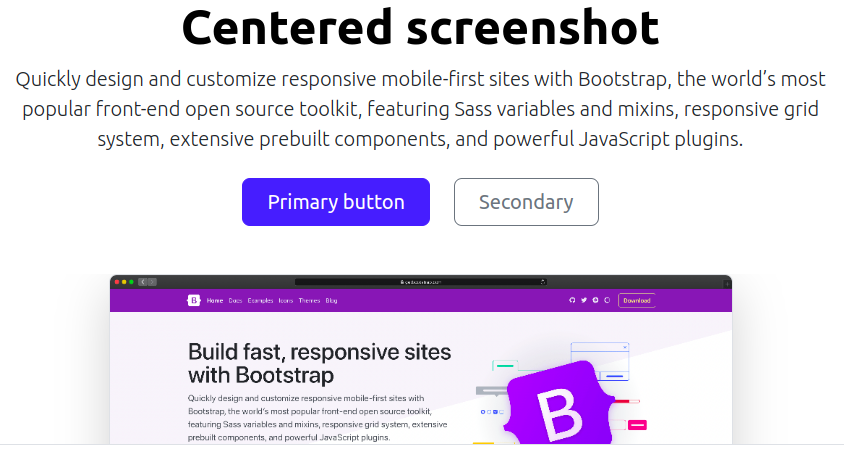 Centered screenshot
Quickly design and customize responsive mobile-first sites with Bootstrap, the world’s most
popular front-end open source toolkit, featuring Sass variables and mixins, responsive grid
system, extensive prebuilt components, and powerful JavaScript plugins.
Primary button Secondary
B Home Docs Examples Icons Themes Blog Download
Build fast, responsive sites
with Bootstrap
Quickly design and customize responsive mobile-first sites with
Bootstrap, the world’s most popular front-end open source toolkit,
featuring Sass variables and mixins, responsive grid system, extensive
prebuilt components, and powerful JavaScript plugins.
B